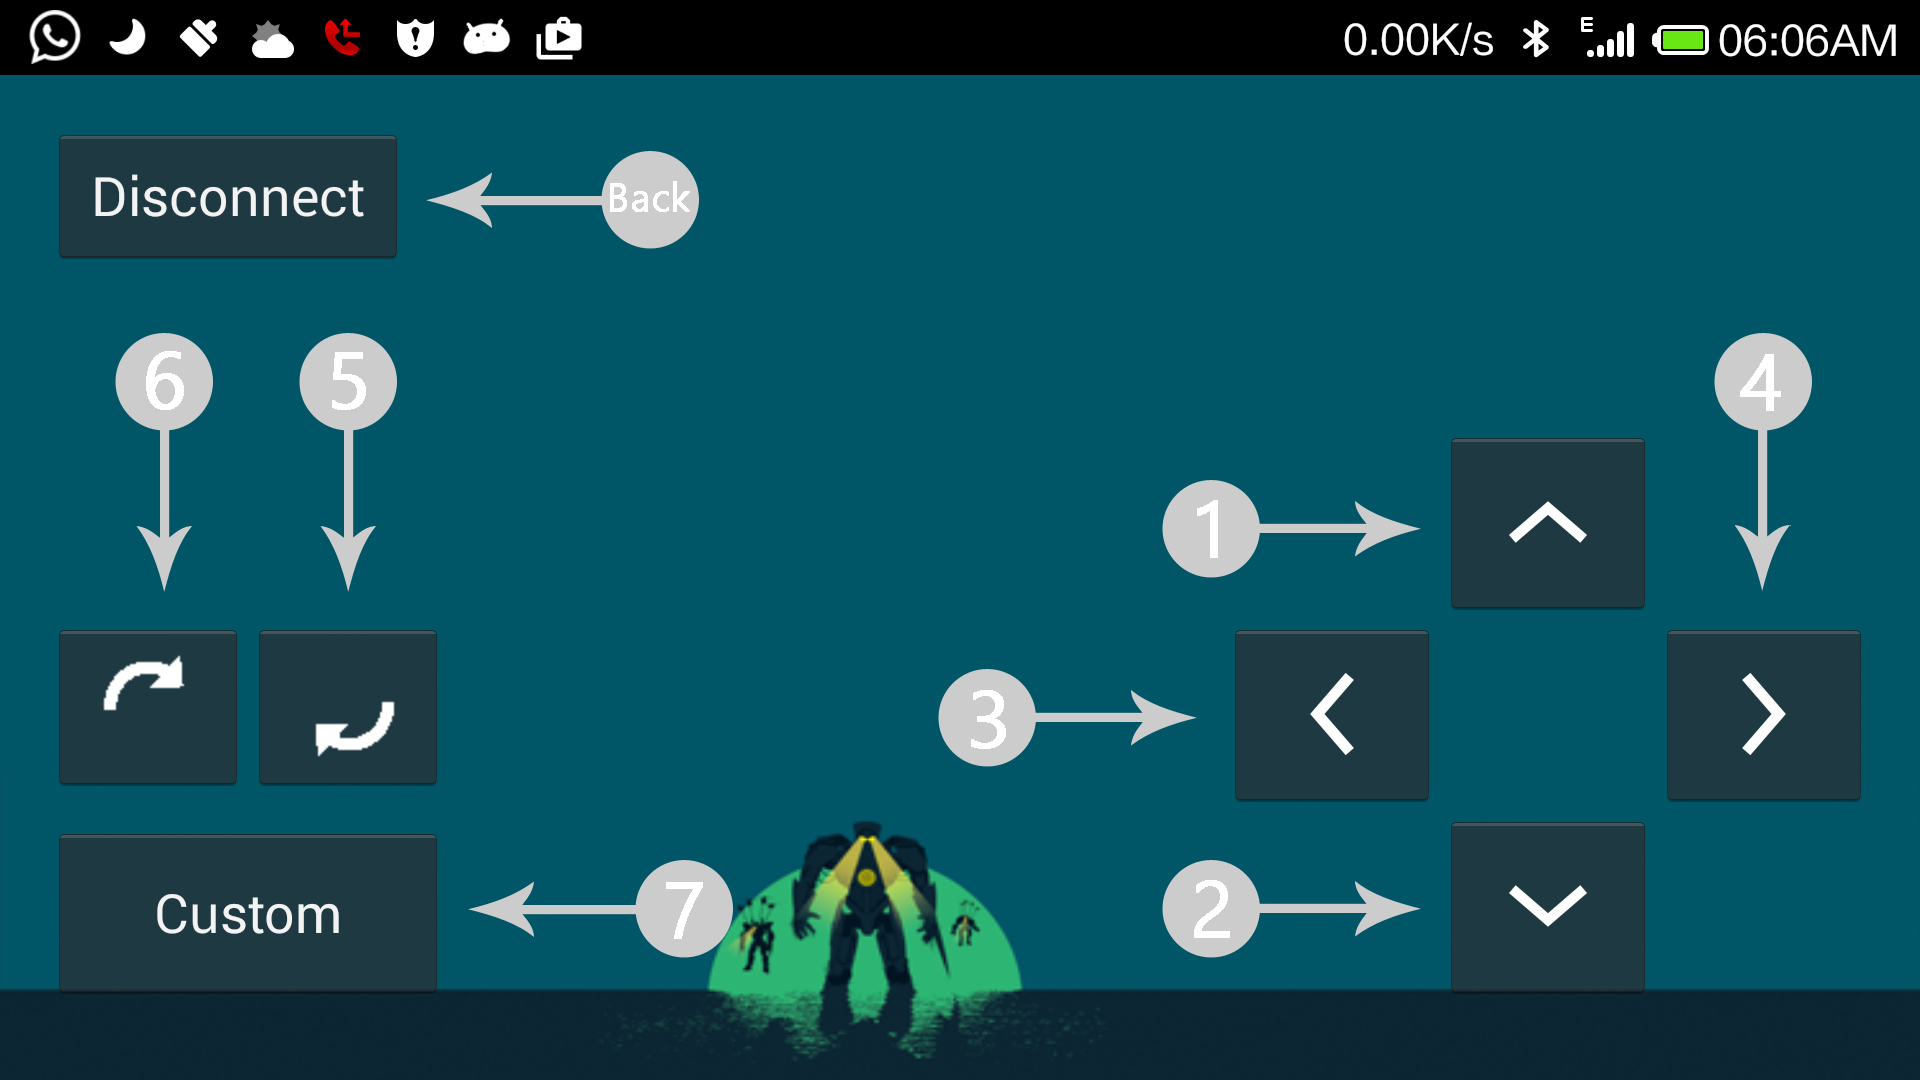 0.00K/s E 06:06AM
Disconnect Back
6 5 4
1
3
Custom 7 2